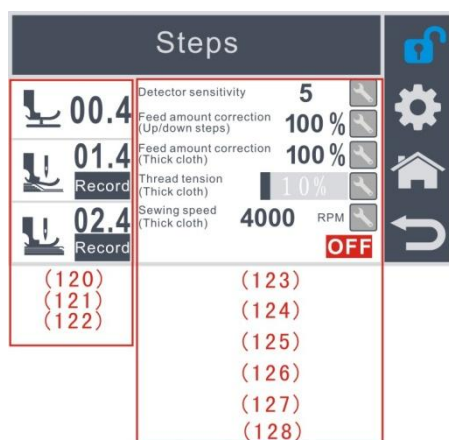 Steps
00.4
01.4
Record
02.4
Record
Detector sensitivity 5
Feed amount correction
(Up/down steps) 100 %
Feed amount correction
(Thick cloth) 100 %
Thread tension
(Thick cloth) 10%
Sewing speed
(Thick cloth) 4000 RPM
OFF
(120)
(121)
(122)
(123)
(124)
(125)
(126)
(127)
(128)